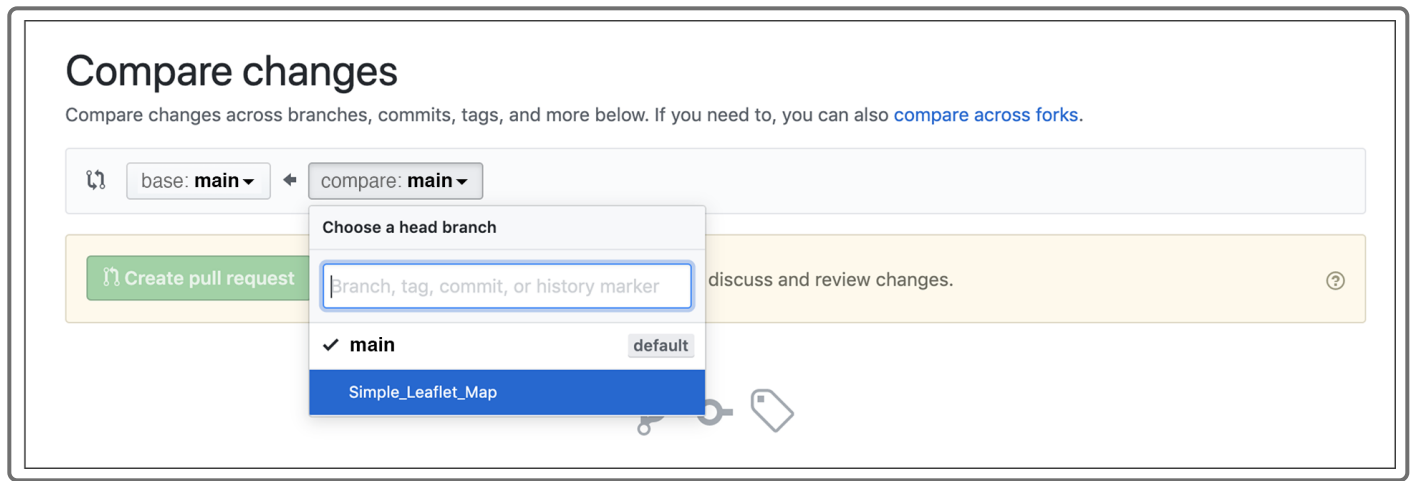 Compare changes
Compare changes across branches, commits, tags, and more below. If you need to, you can also compare across forks.
base: main
compare: main
Choose a head branch
Create pull request
discuss and review changes.
Branch, tag, commit, or history marker
main default
Simple_Leaflet_Map